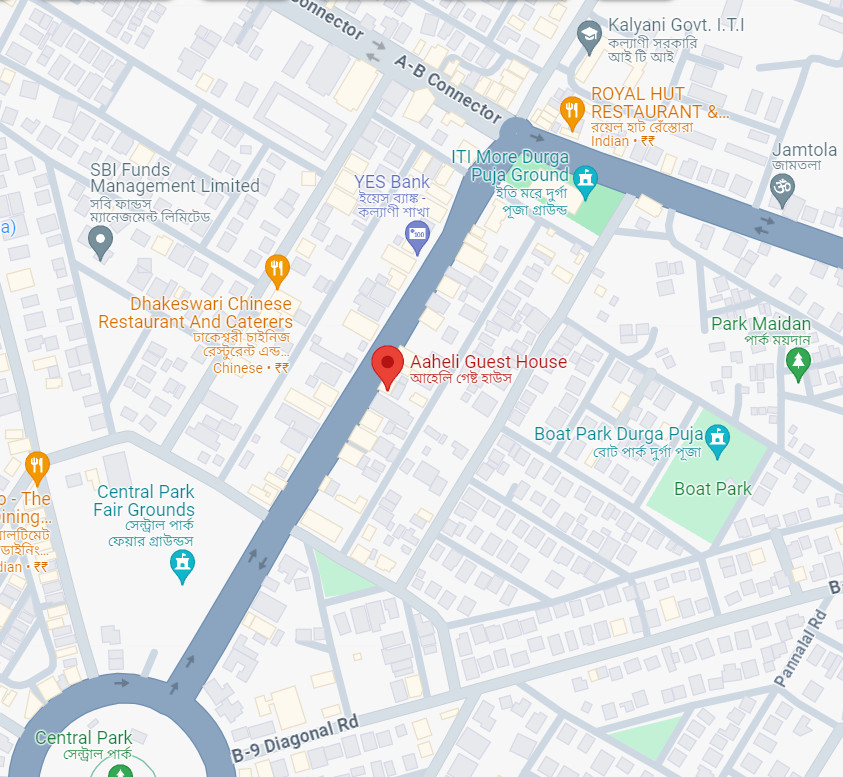 Connector
A-B Connector
Kalyani Govt. I.T.I
কল্যাণী সরকারি
আই টি আই
ROYAL HUT
RESTAURANT &...
রয়েল হাট রেঁস্তোরা
Indian • ₹₹
Jamtola
জামতলা
ITI More Durga
Puja Ground
ইতি মরে দুর্গা
পূজা গ্রাউন্ড
SBI Funds
Management Limited
সবি ফান্ডস
ম্যানেজমেন্ট লিমিটেড
YES Bank
ইয়েস ব্যাঙ্ক -
কল্যাণী শাখা
a)
Dhakeswari Chinese
Restaurant And Caterers
ঢাকেশ্বরী চাইনিজ
রেস্টুরেন্ট এন্ড...
Chinese • ₹₹
Park Maidan
পার্ক ময়দান
Aaheli Guest House
আহেলি গেষ্ট হাউস
Boat Park Durga Puja
বোট পার্ক দুর্গা পূজা
Boat Park
Central Park
Fair Grounds
সেন্ট্রাল পার্ক
ফেয়ার গ্রাউন্ডস
o - The
ining...
ালটিমেট
ডাইনিং...
dian • ₹₹
B-
Pannalal Rd
B-9 Diagonal Rd
Central Park
সেন্ট্রাল পার্ক